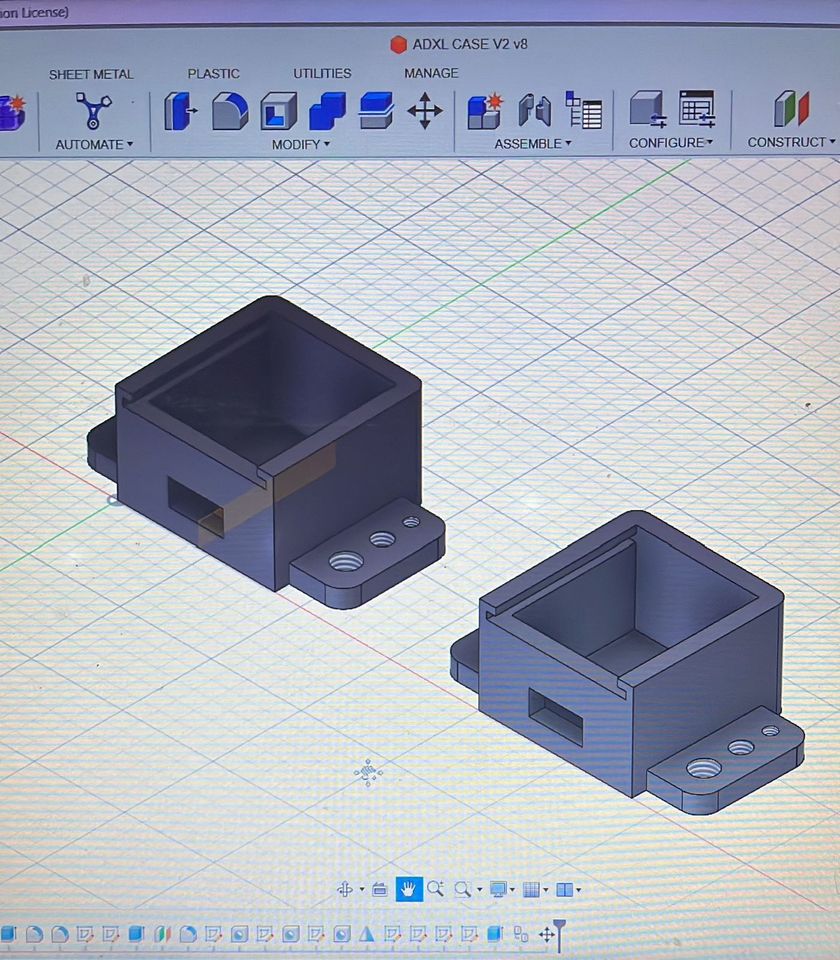 ion License)
ADXL CASE V2 v8
SHEET METAL PLASTIC UTILITIES MANAGE
AUTOMATE MODIFY ASSEMBLE CONFIGURE CONSTRUCT